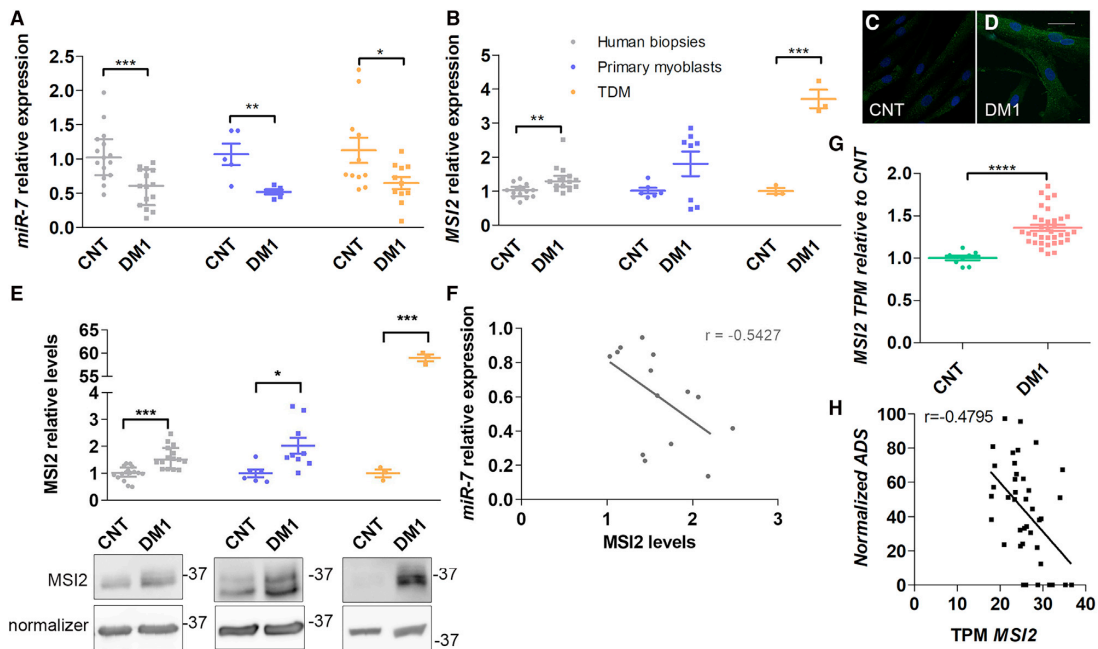 A
miR-7 relative expression
2.5
2.0
1.5
1.0
0.5
0.0
***
**
*
CNT
DM1
CNT
DM1
CNT
DM1
B
MSI2 relative expression
5
4
3
2
1
0
**
***
Human biopsies
Primary myoblasts
TDM
CNT
DM1
CNT
DM1
CNT
DM1
C
CNT
D
DM1
E
MSI2 relative levels
65
60
55
4
3
2
1
0
***
*
***
CNT
DM1
CNT
DM1
CNT
DM1
MSI2
-37
-37
-37
normalizer
-37
-37
-37
F
miR-7 relative expression
1.0
0.8
0.6
0.4
0.2
0.0
r = -0.5427
0
1
2
3
MSI2 levels
G
MSI2 TPM relative to CNT
2.0
1.5
1.0
0.5
0.0
****
CNT
DM1
H
Normalized ADS
100
80
60
40
20
0
r=-0.4795
0
10
20
30
40
TPM MSI2